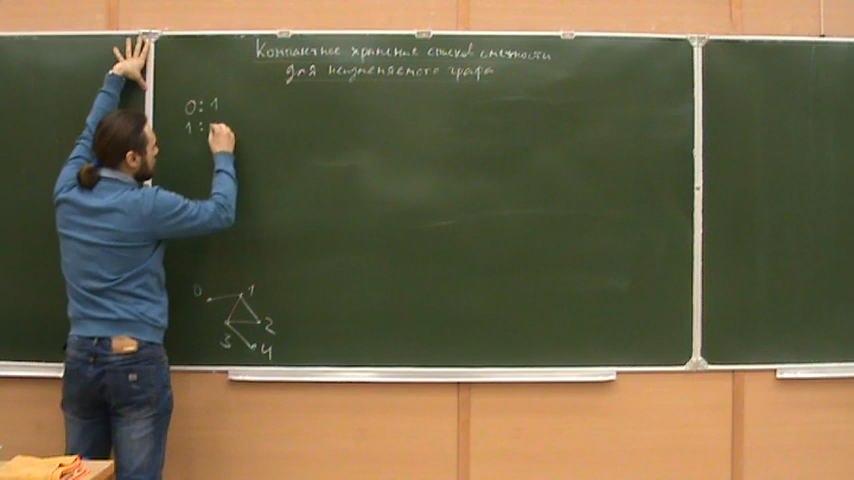 Компактное хранение списков смежности
для неизменяемого графа
0: 1
1:
0 1
3 2
4